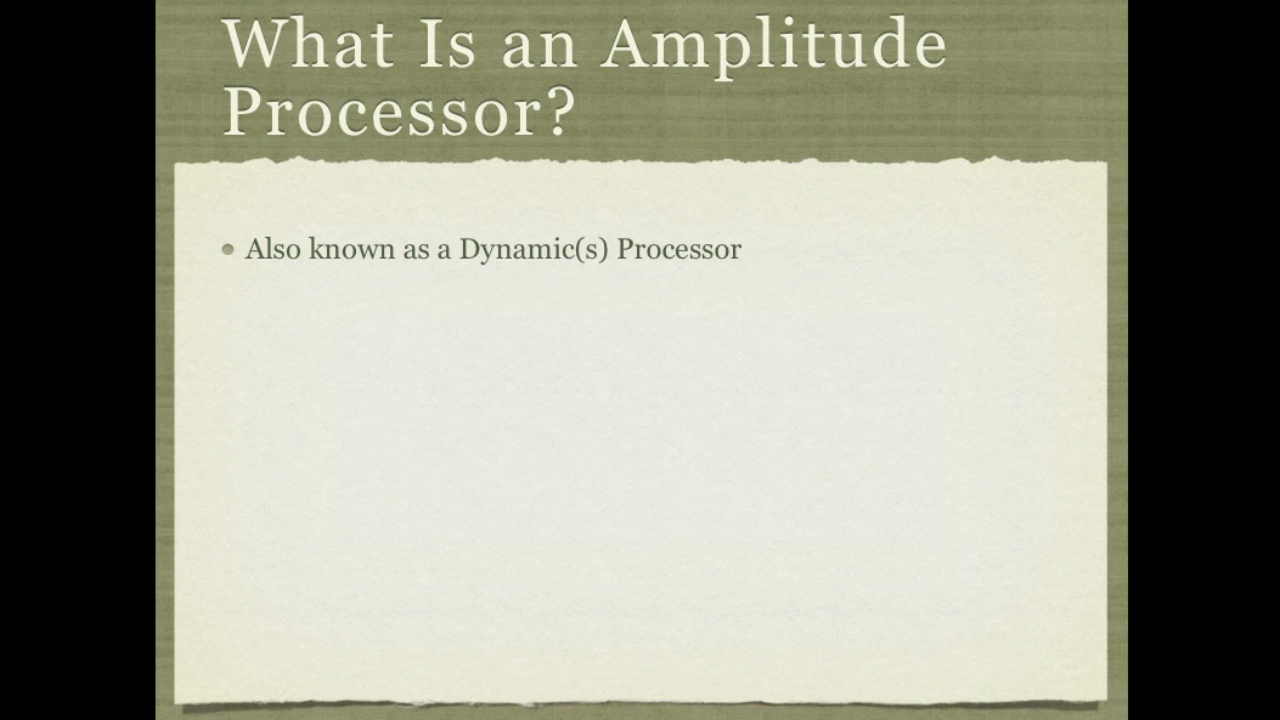 What Is an Amplitude
Processor?
Also known as a Dynamic(s) Processor